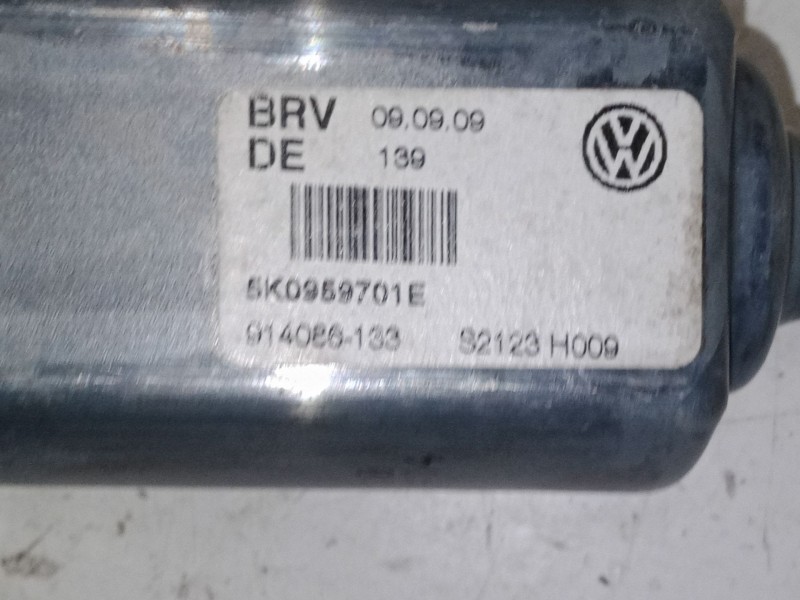 BRV 09.09.09
DE 139
5K0959701E
914086-133 S2123 H009